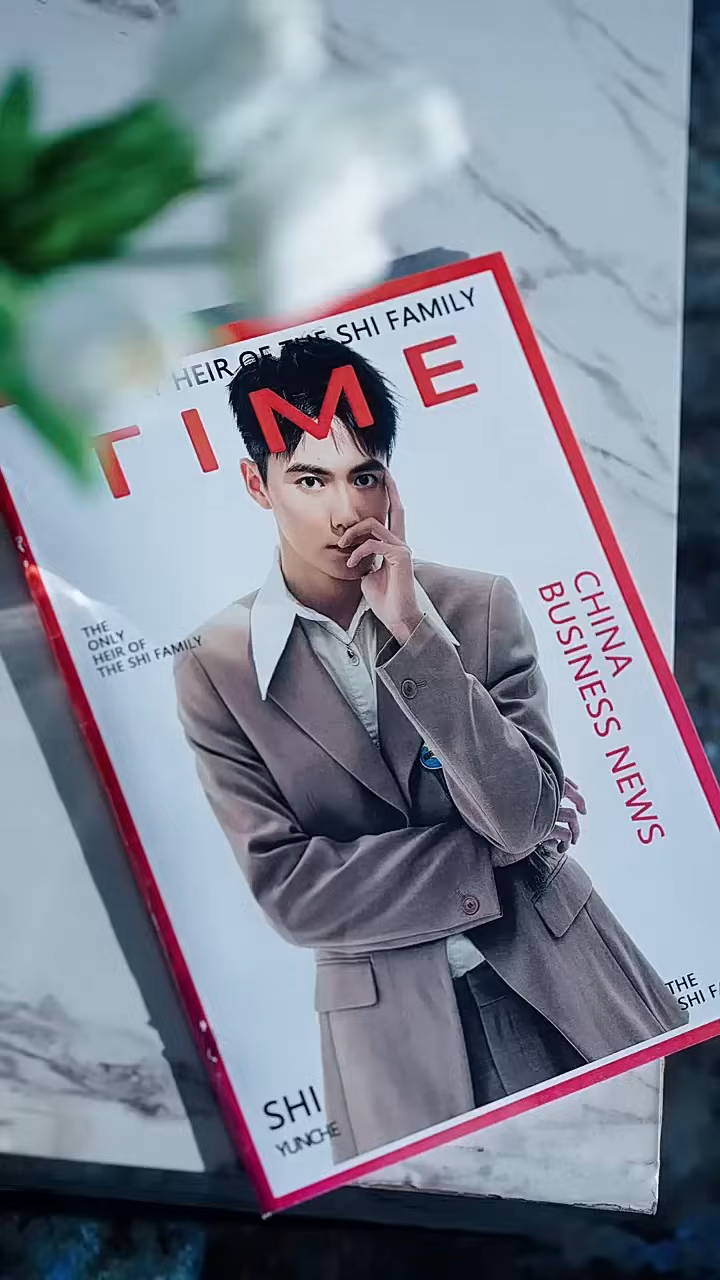 HEIR OF THE SHI FAMILY
TIME
THE
ONLY
HEIR OF
THE SHI FAMILY
CHINA
BUSINESS NEWS
THE
SHI
SHI
YUNCHE